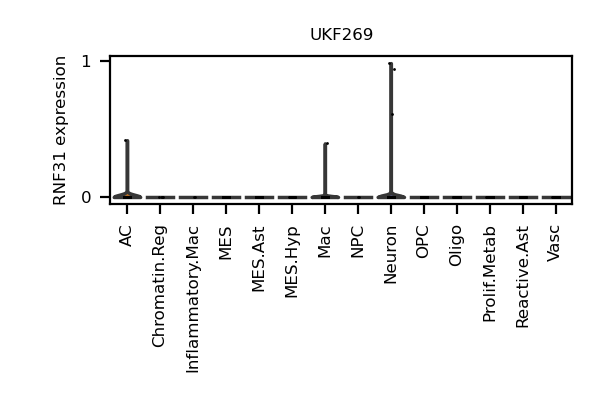 UKF269
RNF31 expression
1
0
AC
Chromatin.Reg
Inflammatory.Mac
MES
MES.Ast
MES.Hyp
Mac
NPC
Neuron
OPC
Oligo
Prolif.Metab
Reactive.Ast
Vasc